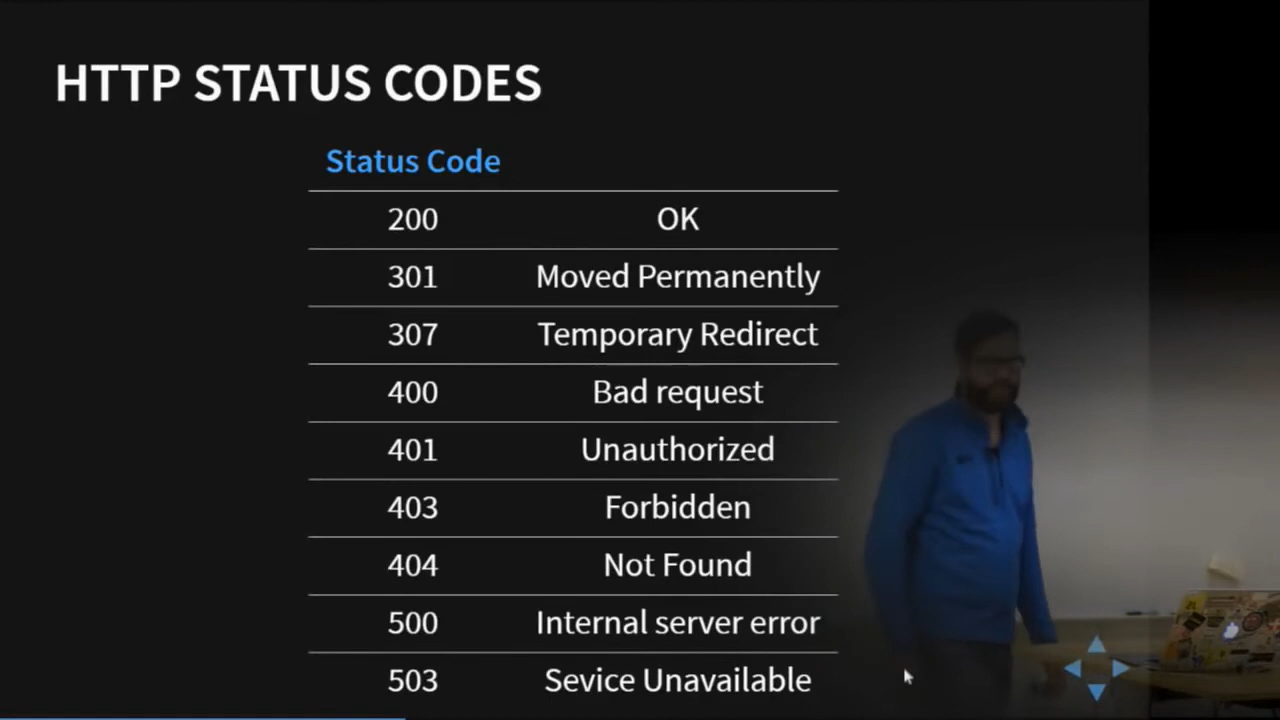 HTTP STATUS CODES
Status Code
200 OK
301 Moved Permanently
307 Temporary Redirect
400 Bad request
401 Unauthorized
403 Forbidden
404 Not Found
500 Internal server error
503 Sevice Unavailable